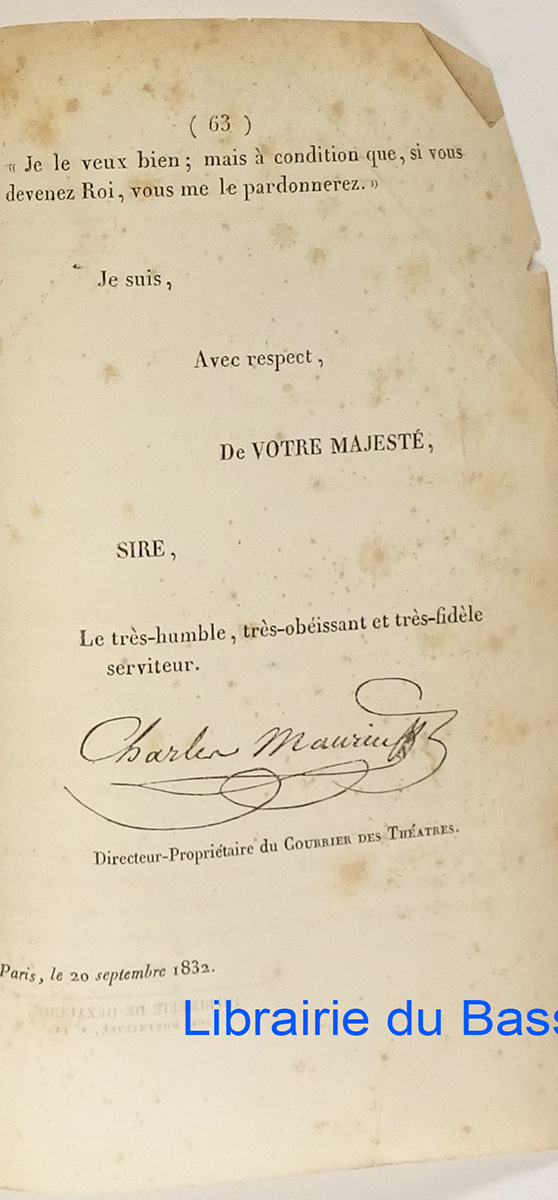 ( 63 )
« Je le veux bien ; mais à condition que, si vous
devenez Roi, vous me le pardonnerez. »
Je suis,
Avec respect,
De VOTRE MAJESTÉ,
SIRE,
Le très-humble, très-obéissant et très-fidèle
serviteur.
Charles Maurice
Directeur-Propriétaire du COURRIER DES THÉATRES.
Paris, le 20 septembre 1832.
Librairie du Bass